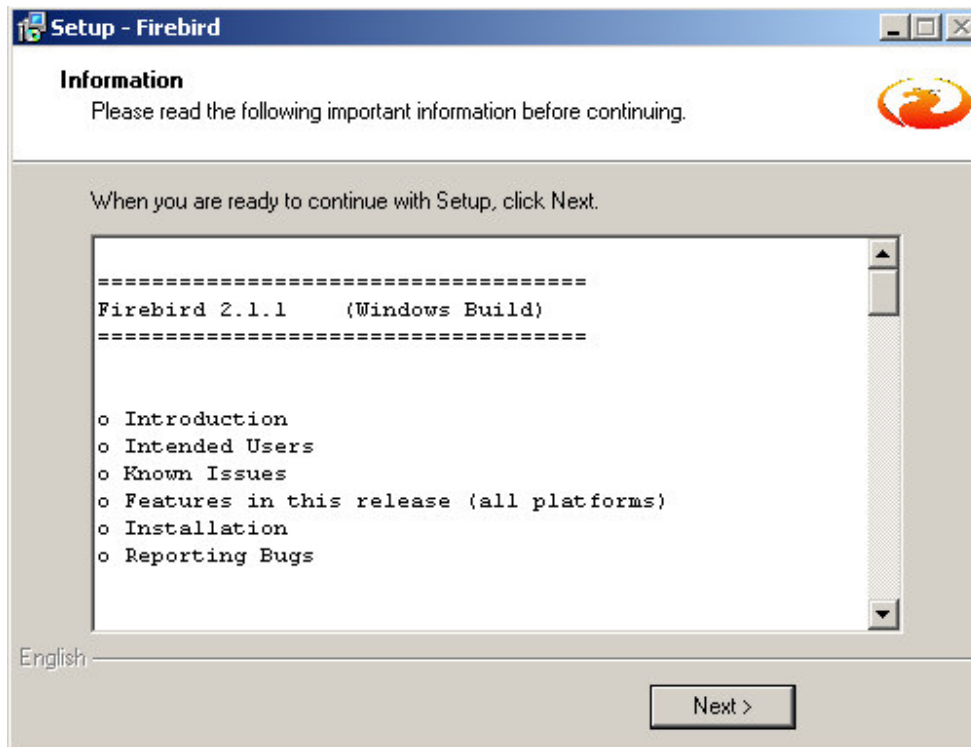 Setup - Firebird
Information
Please read the following important information before continuing.
When you are ready to continue with Setup, click Next.
====================================
Firebird 2.1.1    (Windows Build)
====================================
o Introduction
o Intended Users
o Known Issues
o Features in this release (all platforms)
o Installation
o Reporting Bugs
English
Next >